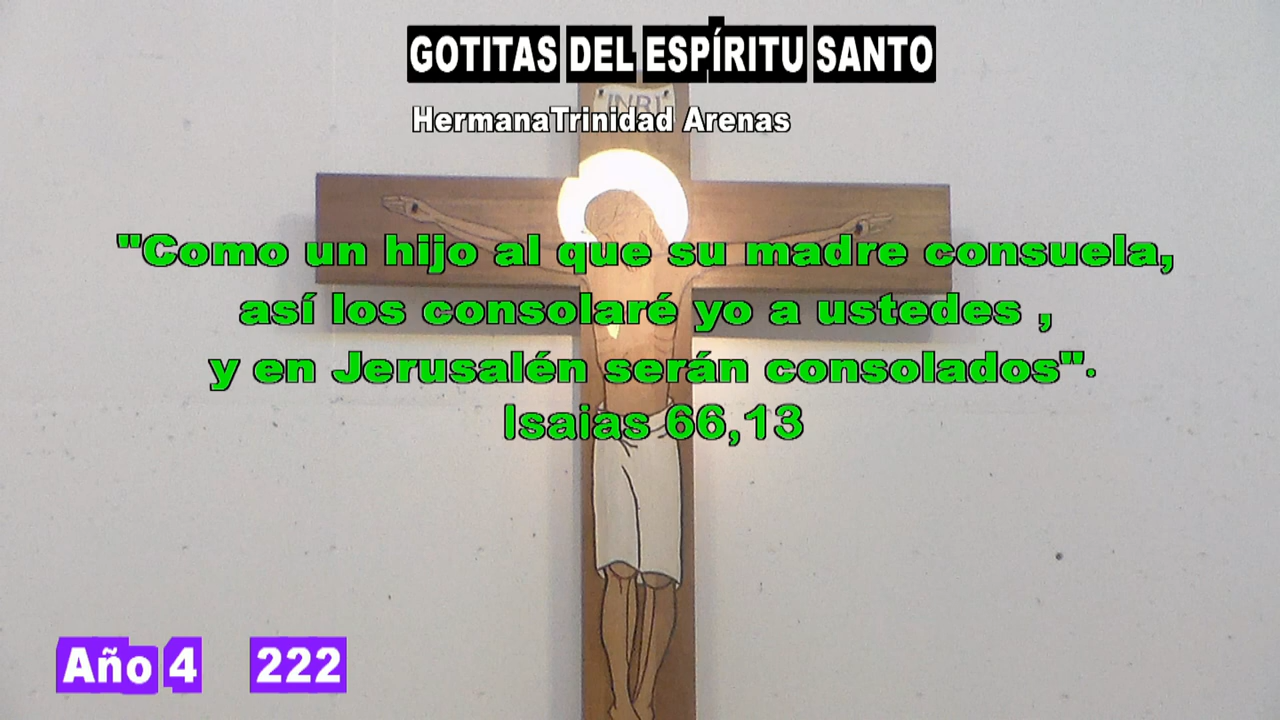 GOTITAS DEL ESPÍRITU SANTO
INRI
HermanaTrinidad Arenas
"Como un hijo al que su madre consuela,
así los consolaré yo a ustedes ,
y en Jerusalén serán consolados".
Isaias 66,13
Año 4 222